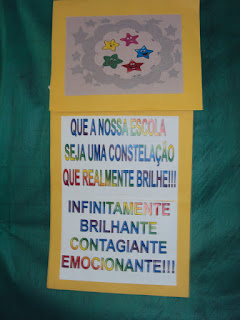 QUE A NOSSA ESCOLA
SEJA UMA CONSTELAÇÃO
QUE REALMENTE BRILHE!!!
INFINITAMENTE
BRILHANTE
CONTAGIANTE
EMOCIONANTE!!!